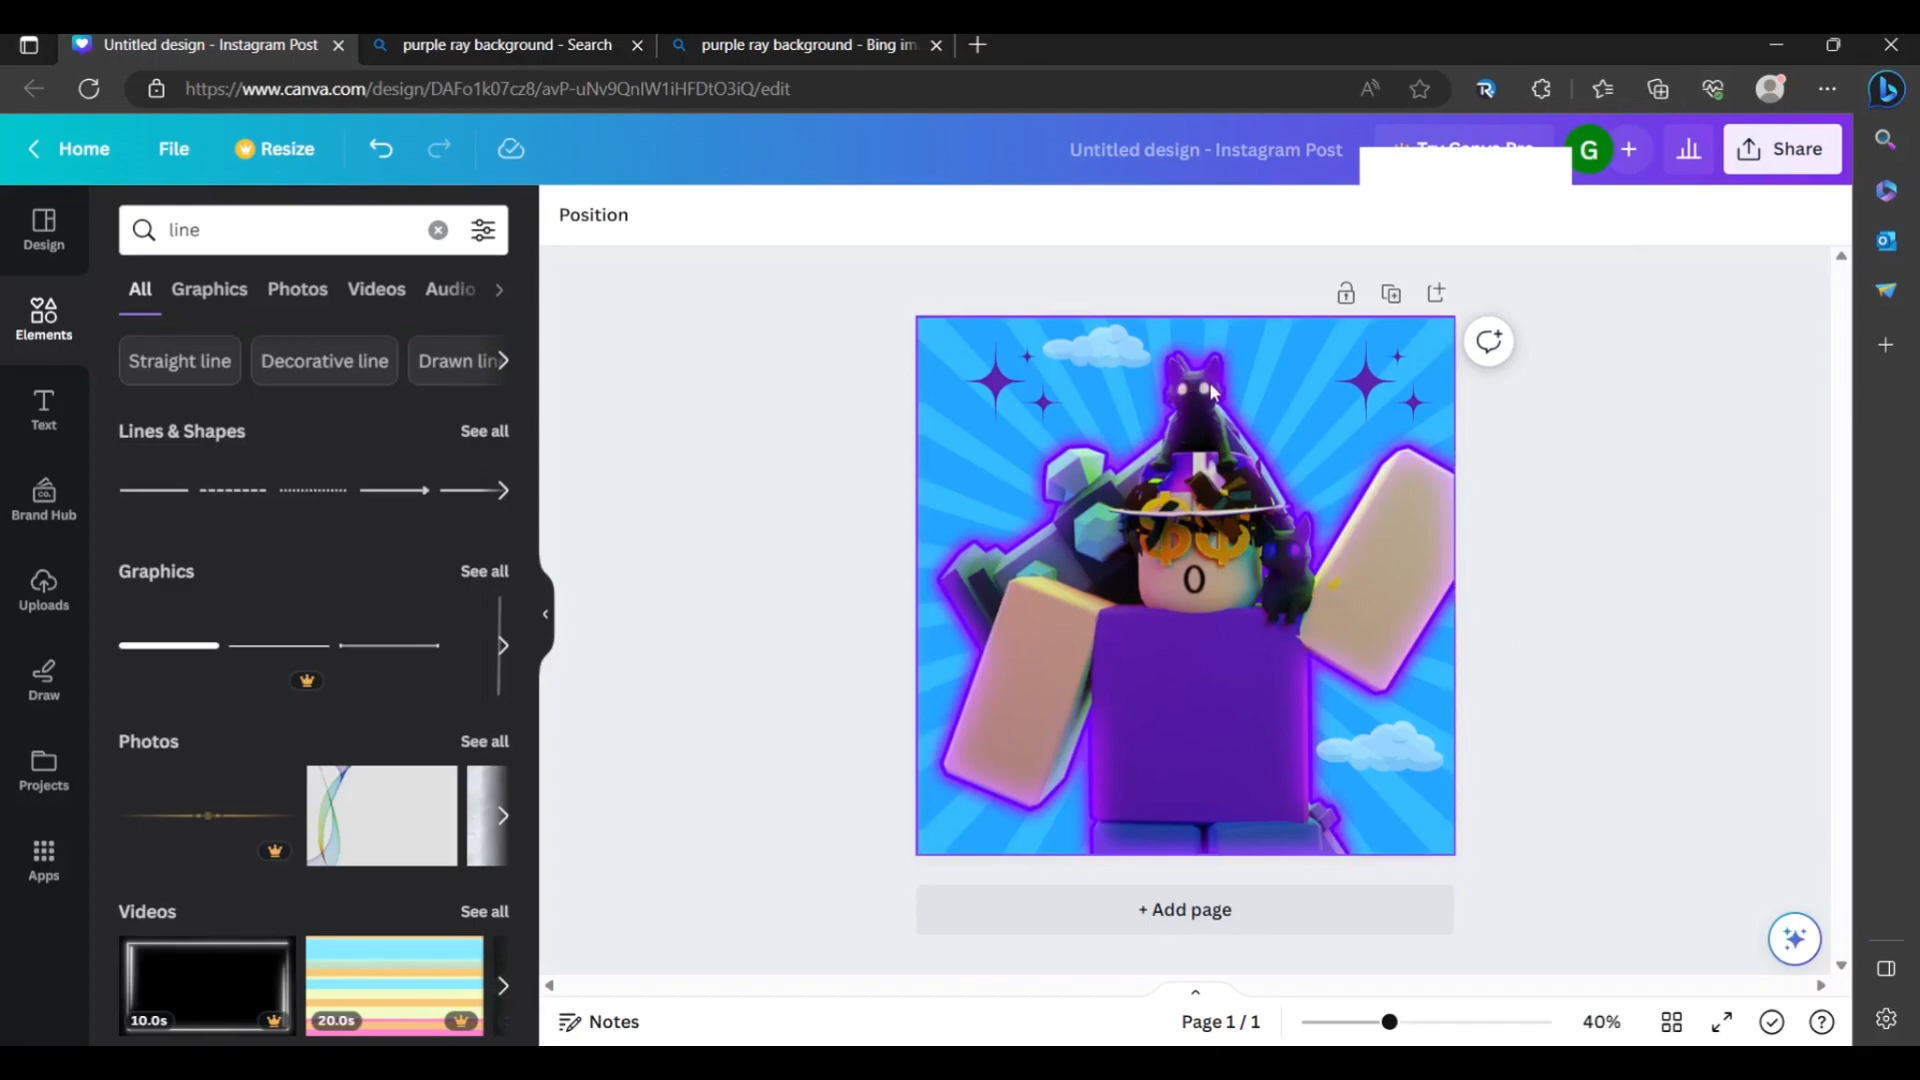 Untitled design - Instagram Post
purple ray background - Search
purple ray background - Bing im
https://www.canva.com/design/DAFo1k07cz8/avP-uNv9QnIW1iHFDtO3iQ/edit
Home
File
Resize
Untitled design - Instagram Post
Try Canva Pro
G
Share
line
Position
Design
Elements
Text
Brand Hub
Uploads
Draw
Projects
Apps
All
Graphics
Photos
Videos
Audio
Straight line
Decorative line
Drawn lin
Lines & Shapes
See all
Graphics
See all
Photos
See all
Videos
See all
10.0s
20.0s
+ Add page
Notes
Page 1 / 1
40%